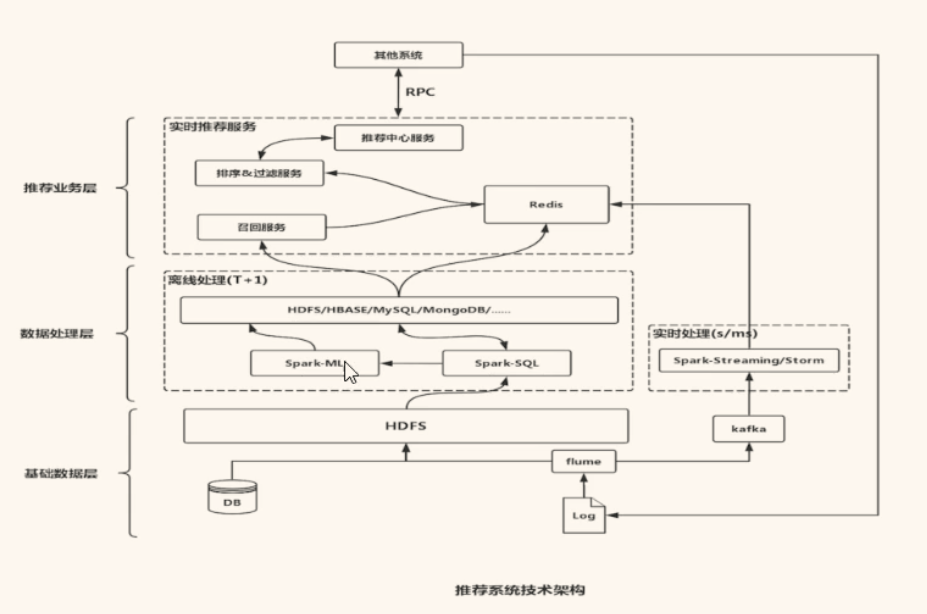 其他系统
RPC
实时推荐服务
推荐中心服务
排序&过滤服务
推荐业务层
Redis
召回服务
离线处理(T+1)
HDFS/HBASE/MySQL/MongoDB/......
数据处理层
实时处理(s/ms)
Spark-ML
Spark-SQL
Spark-Streaming/Storm
HDFS
kafka
flume
基础数据层
DB
Log
推荐系统技术架构